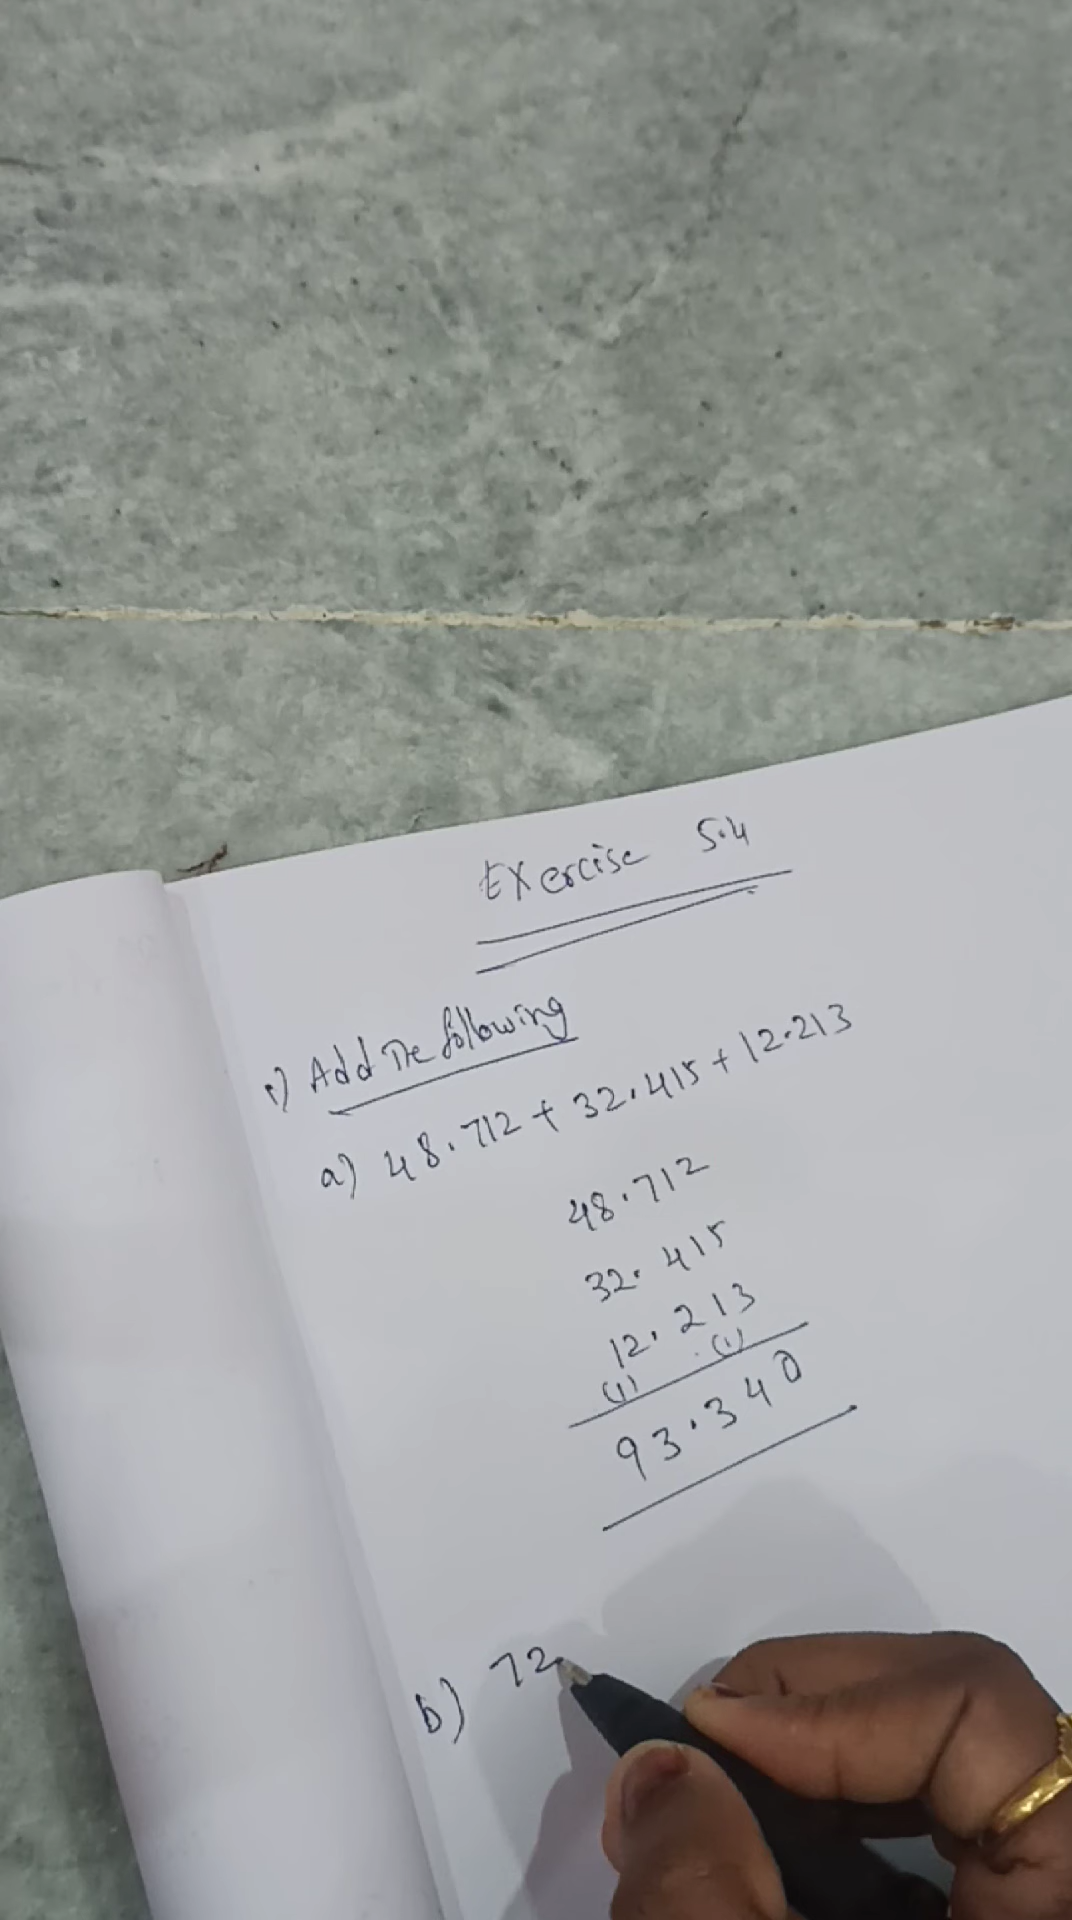 Exercise 5.4
1) Add The following
a) 48.712 + 32.415 + 12.213
48.712
32.415
12.213
(1) (1)
93.340
b) 72.